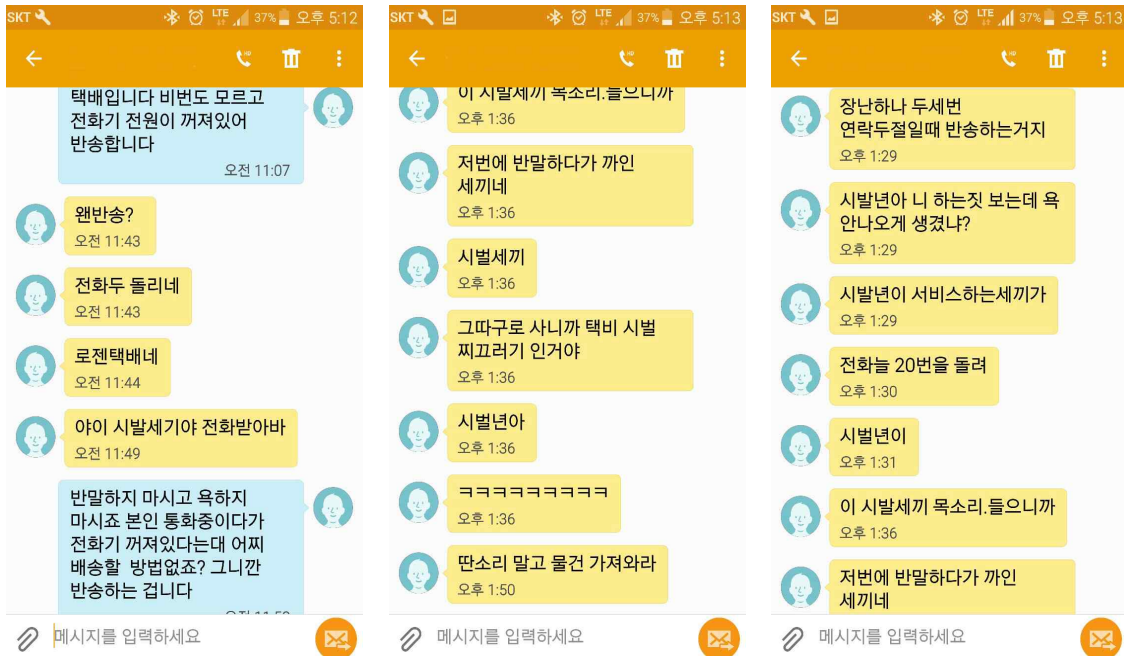 SKT LTE 37% 오후 5:12
택배입니다 비번도 모르고
전화기 전원이 꺼져있어
반송합니다
오전 11:07
왠반송?
오전 11:43
전화두 돌리네
오전 11:43
로젠택배네
오전 11:44
야이 시발세기야 전화받아바
오전 11:49
반말하지 마시고 욕하지
마시죠 본인 통화중이다가
전화기 꺼져있다는대 어찌
배송할 방법없죠? 그니깐
반송하는 겁니다
메시지를 입력하세요
SKT LTE 37% 오후 5:13
이 시발세끼 목소리.들으니까
오후 1:36
저번에 반말하다가 까인
세끼네
오후 1:36
시벌세끼
오후 1:36
그따구로 사니까 택비 시벌
찌끄러기 인거야
오후 1:36
시벌년아
오후 1:36
ㅋㅋㅋㅋㅋㅋㅋㅋㅋ
오후 1:36
딴소리 말고 물건 가져와라
오후 1:50
메시지를 입력하세요
SKT LTE 37% 오후 5:13
장난하나 두세번
연락두절일때 반송하는거지
오후 1:29
시발년아 니 하는짓 보는데 욕
안나오게 생겼냐?
오후 1:29
시발년이 서비스하는세끼가
오후 1:29
전화늘 20번을 돌려
오후 1:30
시벌년이
오후 1:31
이 시발세끼 목소리.들으니까
오후 1:36
저번에 반말하다가 까인
세끼네
메시지를 입력하세요